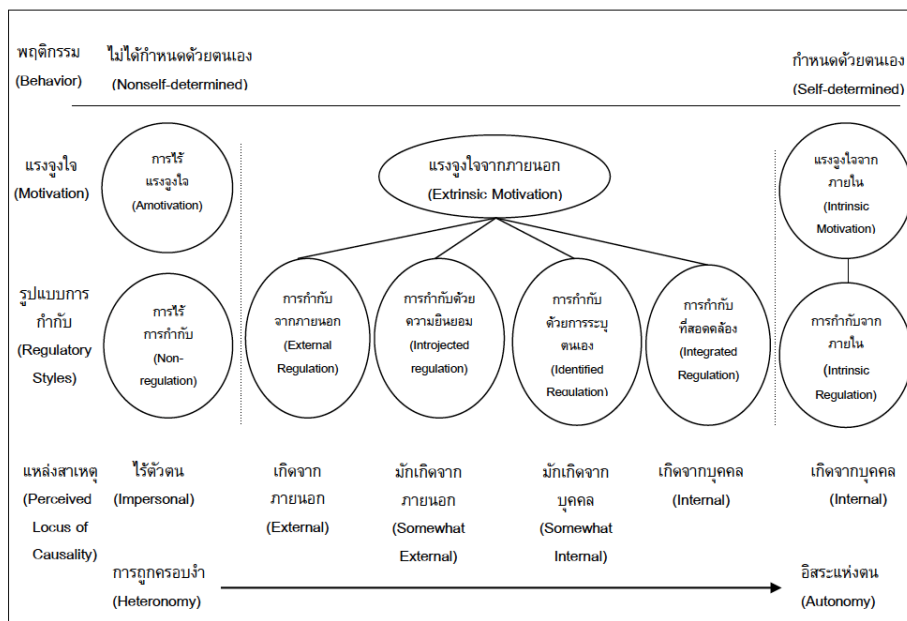 พฤติกรรม
(Behavior)
ไม่ได้กำหนดด้วยตนเอง
(Nonself-determined)
กำหนดด้วยตนเอง
(Self-determined)
แรงจูงใจ
(Motivation)
การไร้
แรงจูงใจ
(Amotivation)
แรงจูงใจจากภายนอก
(Extrinsic Motivation)
แรงจูงใจจาก
ภายใน
(Intrinsic
Motivation)
รูปแบบการ
กำกับ
(Regulatory
Styles)
การไร้
การกำกับ
(Non-
regulation)
การกำกับ
จากภายนอก
(External
Regulation)
การกำกับด้วย
ความยินยอม
(Introjected
regulation)
การกำกับ
ด้วยการระบุ
ตนเอง
(Identified
Regulation)
การกำกับ
ที่สอดคล้อง
(Integrated
Regulation)
การกำกับจาก
ภายใน
(Intrinsic
Regulation)
แหล่งสาเหตุ
(Perceived
Locus of
Causality)
ไร้ตัวตน
(Impersonal)
เกิดจาก
ภายนอก
(External)
มักเกิดจาก
ภายนอก
(Somewhat
External)
มักเกิดจาก
บุคคล
(Somewhat
Internal)
เกิดจากบุคคล
(Internal)
เกิดจากบุคคล
(Internal)
การถูกครอบงำ
(Heteronomy)
อิสระแห่งตน
(Autonomy)